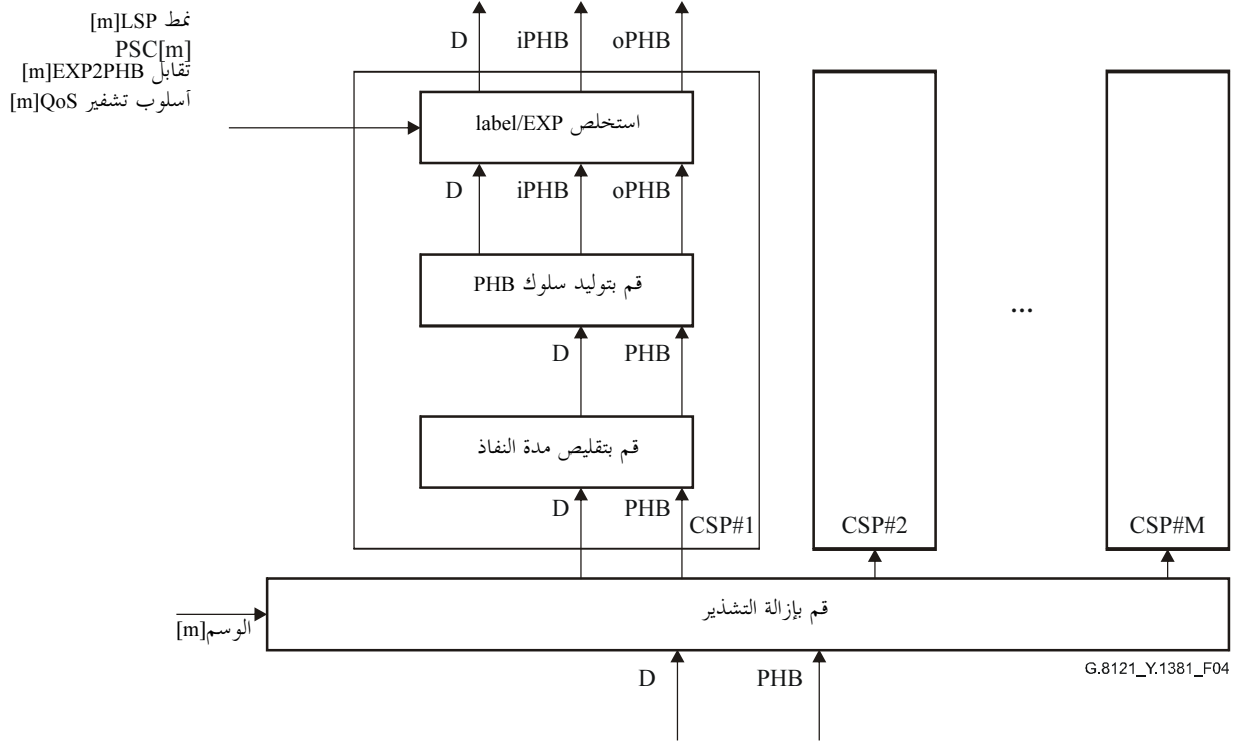 نمط LSP[m]
PSC[m]
تقابل EXP2PHB[m]
أسلوب تشفير QoS[m]
D iPHB oPHB
استخلص label/EXP
D iPHB oPHB
قم بتوليد سلوك PHB
...
D PHB
قم بتقليص مدة النفاذ
D PHB
CSP#1 CSP#2 CSP#M
قم بإزالة التشذير
الوسم[m]
D PHB
G.8121_Y.1381_F04